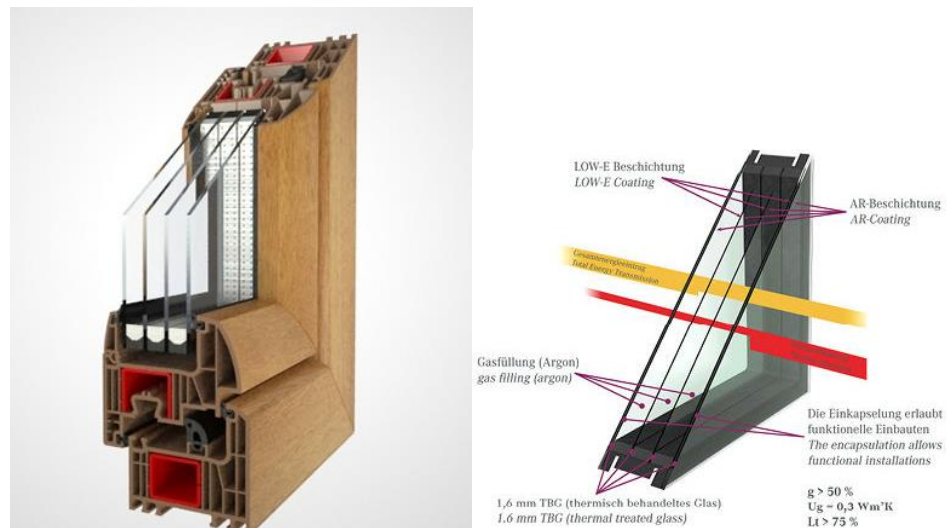 LOW-E Beschichtung
LOW-E Coating
AR-Beschichtung
AR-Coating
Gesamtenergieeintrag
Total Energy Transmission
Gasfüllung (Argon)
gas filling (argon)
Die Einkapselung erlaubt
funktionelle Einbauten
The encapsulation allows
functional installations
1,6 mm TBG (thermisch behandeltes Glas)
1.6 mm TBG (thermal treated glass)
g > 50 %
Ug = 0,3 Wm²K
Lt > 75 %